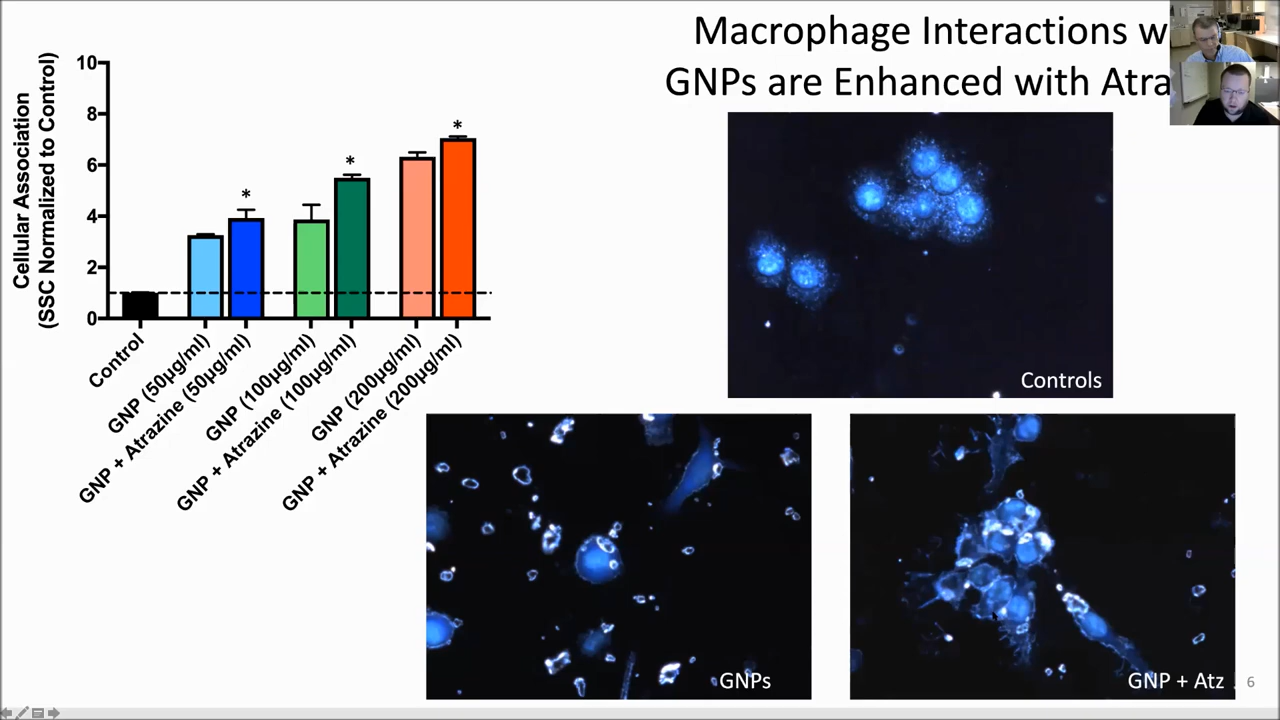 Macrophage Interactions w
GNPs are Enhanced with Atra
Cellular Association
(SSC Normalized to Control)
10
8
6
4
2
0
*
*
*
Control
GNP (50µg/ml)
GNP + Atrazine (50µg/ml)
GNP (100µg/ml)
GNP + Atrazine (100µg/ml)
GNP (200µg/ml)
GNP + Atrazine (200µg/ml)
Controls
GNPs
GNP + Atz
6